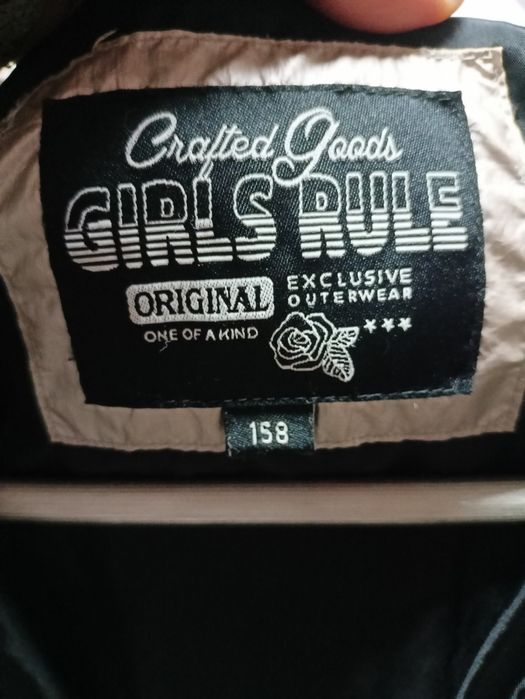 Crafted Goods
GIRLS RULE
ORIGINAL
ONE OF A KIND
EXCLUSIVE
OUTERWEAR
158